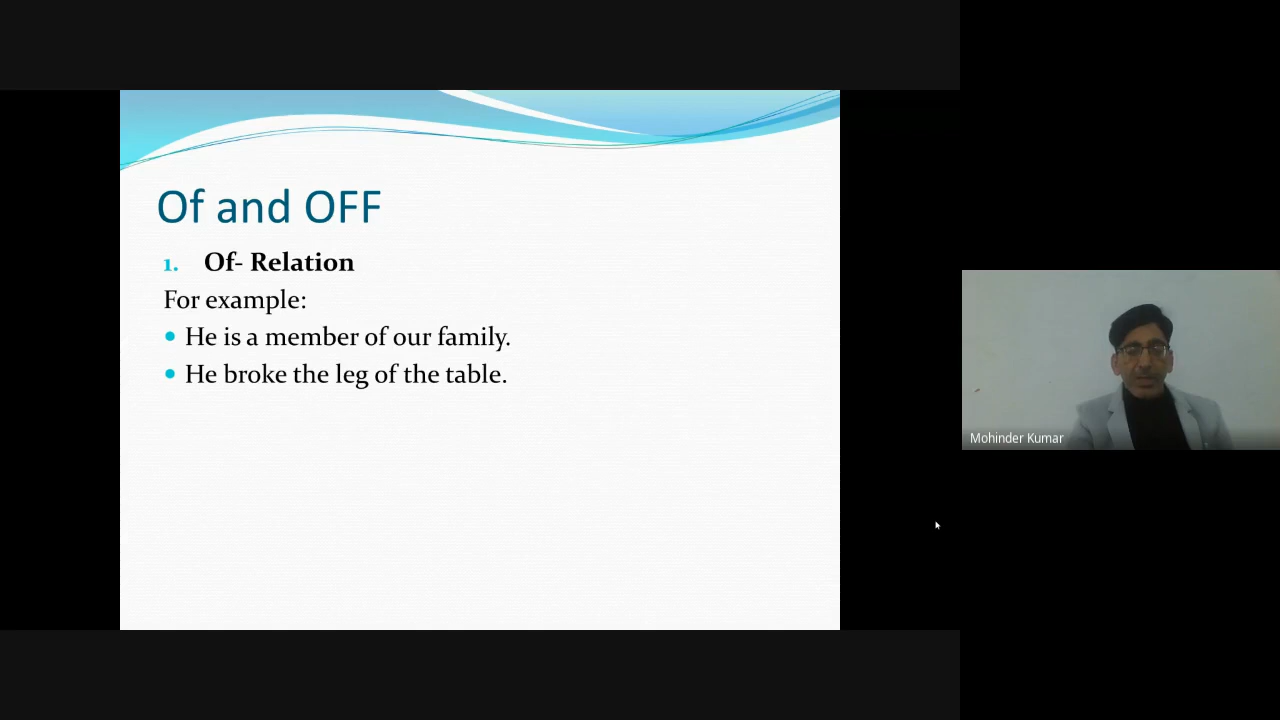 Of and OFF
1. Of- Relation
For example:
• He is a member of our family.
• He broke the leg of the table.
Mohinder Kumar